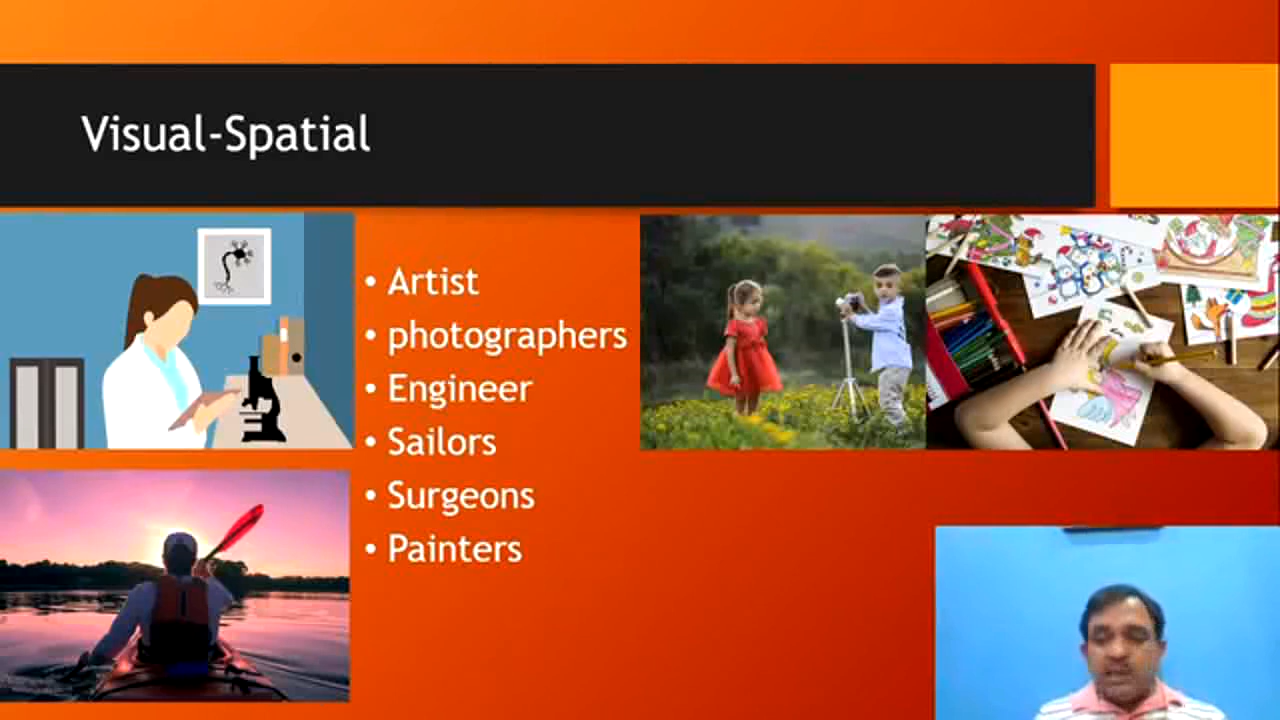 Visual-Spatial
• Artist
• photographers
• Engineer
• Sailors
• Surgeons
• Painters